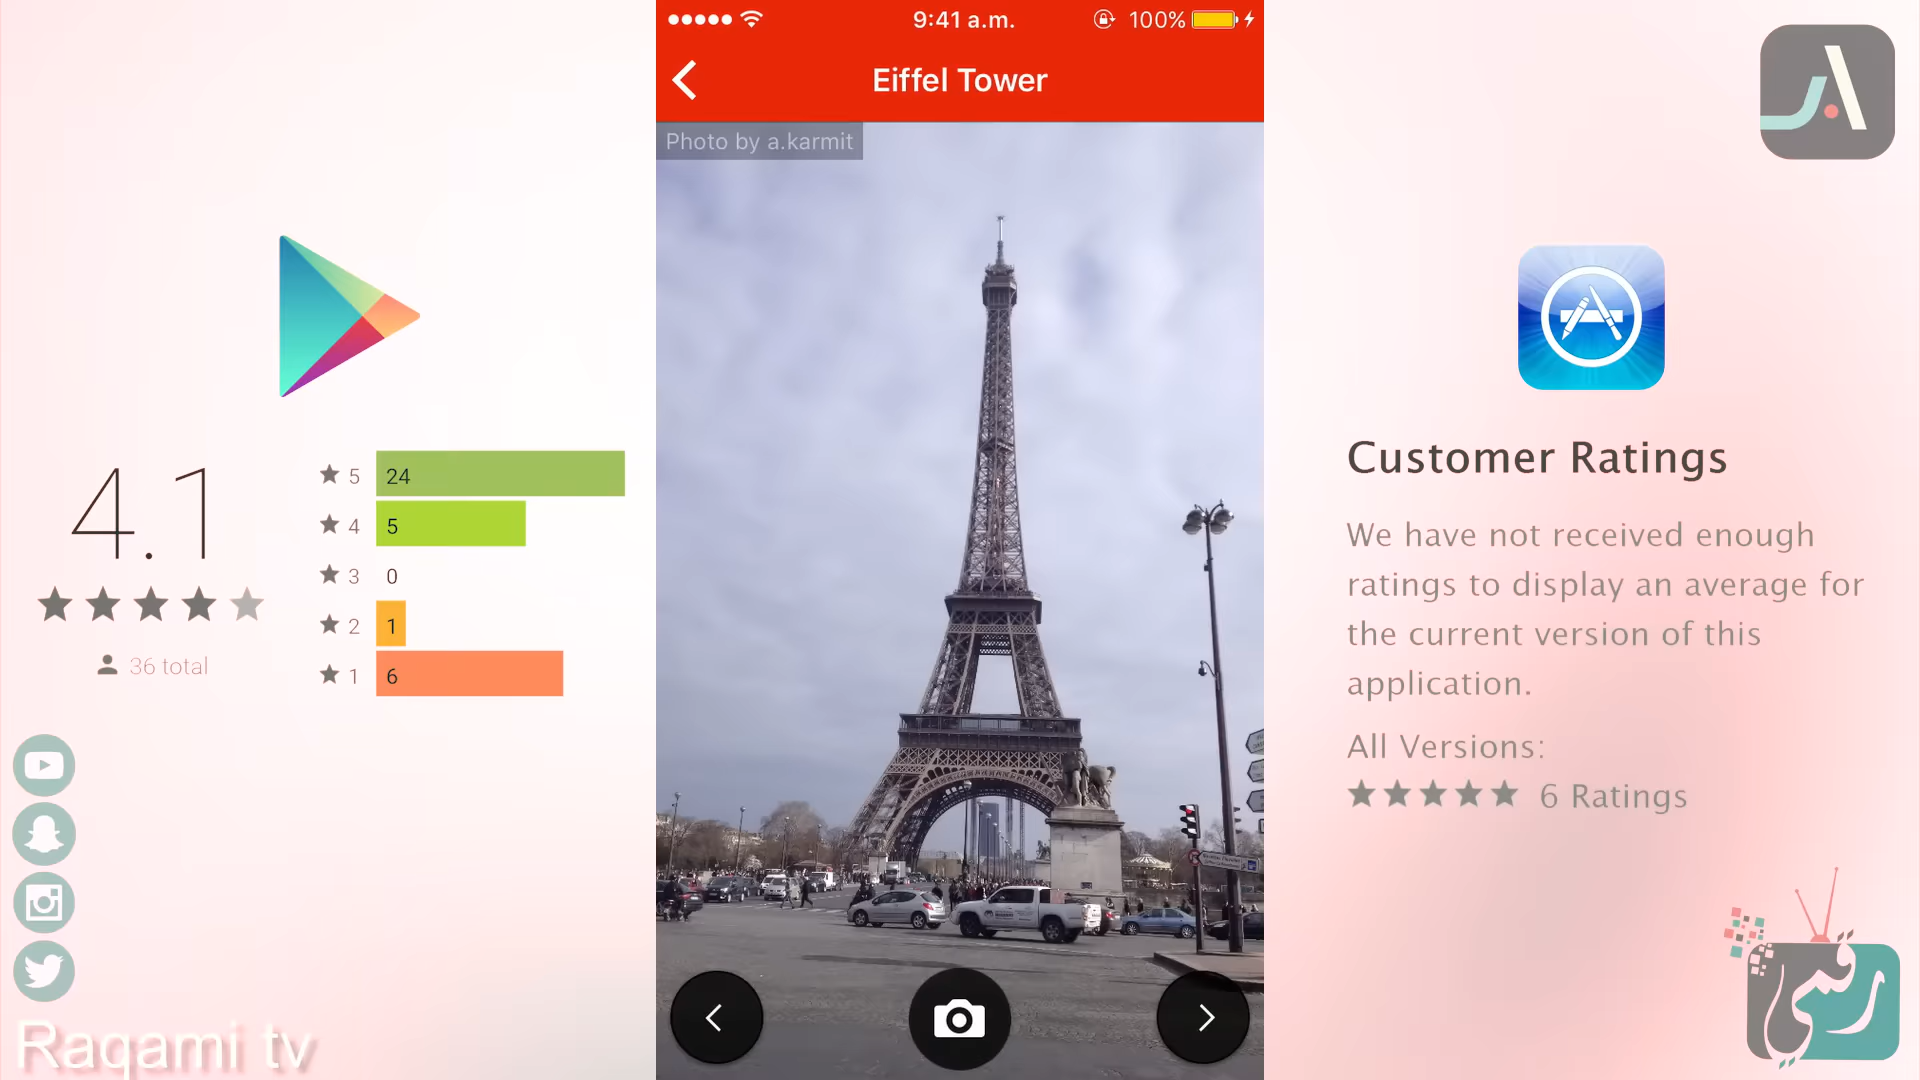 9:41 a.m.
100%
Eiffel Tower
Photo by a.karmit
4.1
36 total
5 24
4 5
3 0
2 1
1 6
Customer Ratings
We have not received enough
ratings to display an average for
the current version of this
application.
All Versions:
6 Ratings
Raqami tv
رقمي